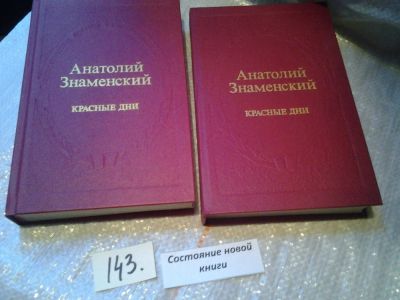 Анатолий
Знаменский
КРАСНЫЕ ДНИ
Анатолий
Знаменский
КРАСНЫЕ ДНИ
143.
Состояние новой
книги